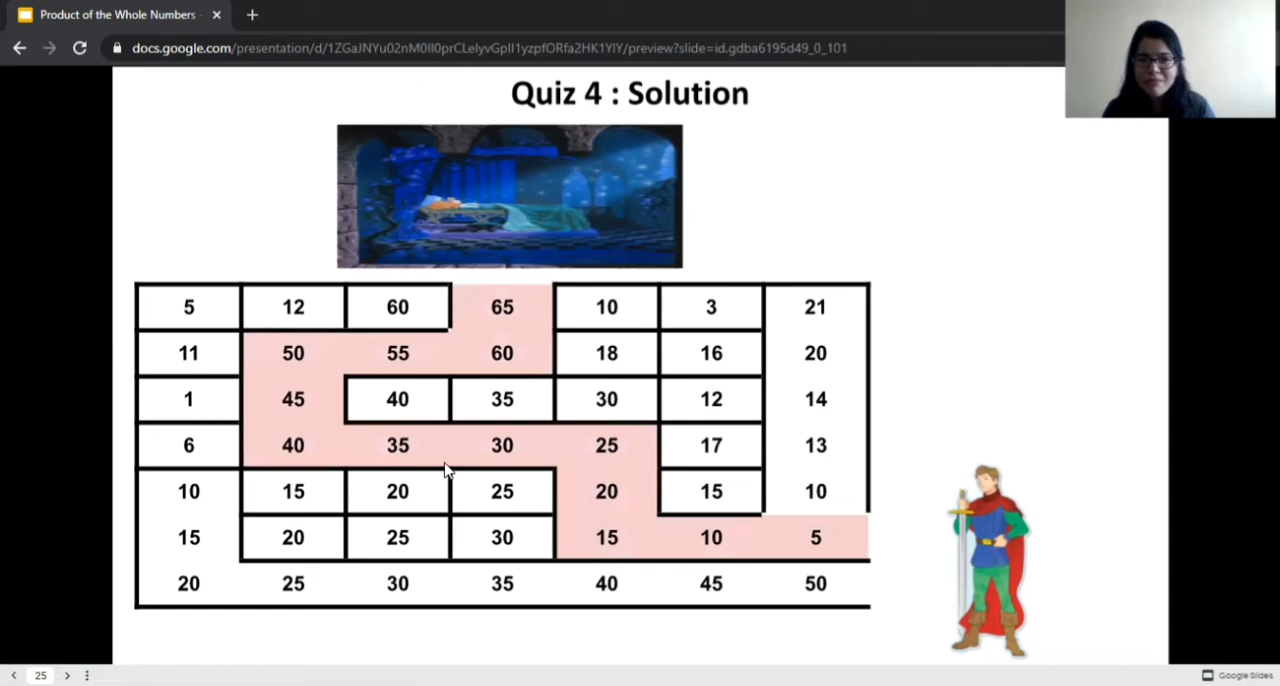 Product of the Whole Numbers -
docs.google.com/presentation/d/1ZGaJNYu02nM0Il0prCLeIyvGplI1yzpfORfa2HK1YlY/preview?slide=id.gdba6195d49_0_101
Quiz 4 : Solution
5 12 60 65 10 3 21
11 50 55 60 18 16 20
1 45 40 35 30 12 14
6 40 35 30 25 17 13
10 15 20 25 20 15 10
15 20 25 30 15 10 5
20 25 30 35 40 45 50
25
Google Slides